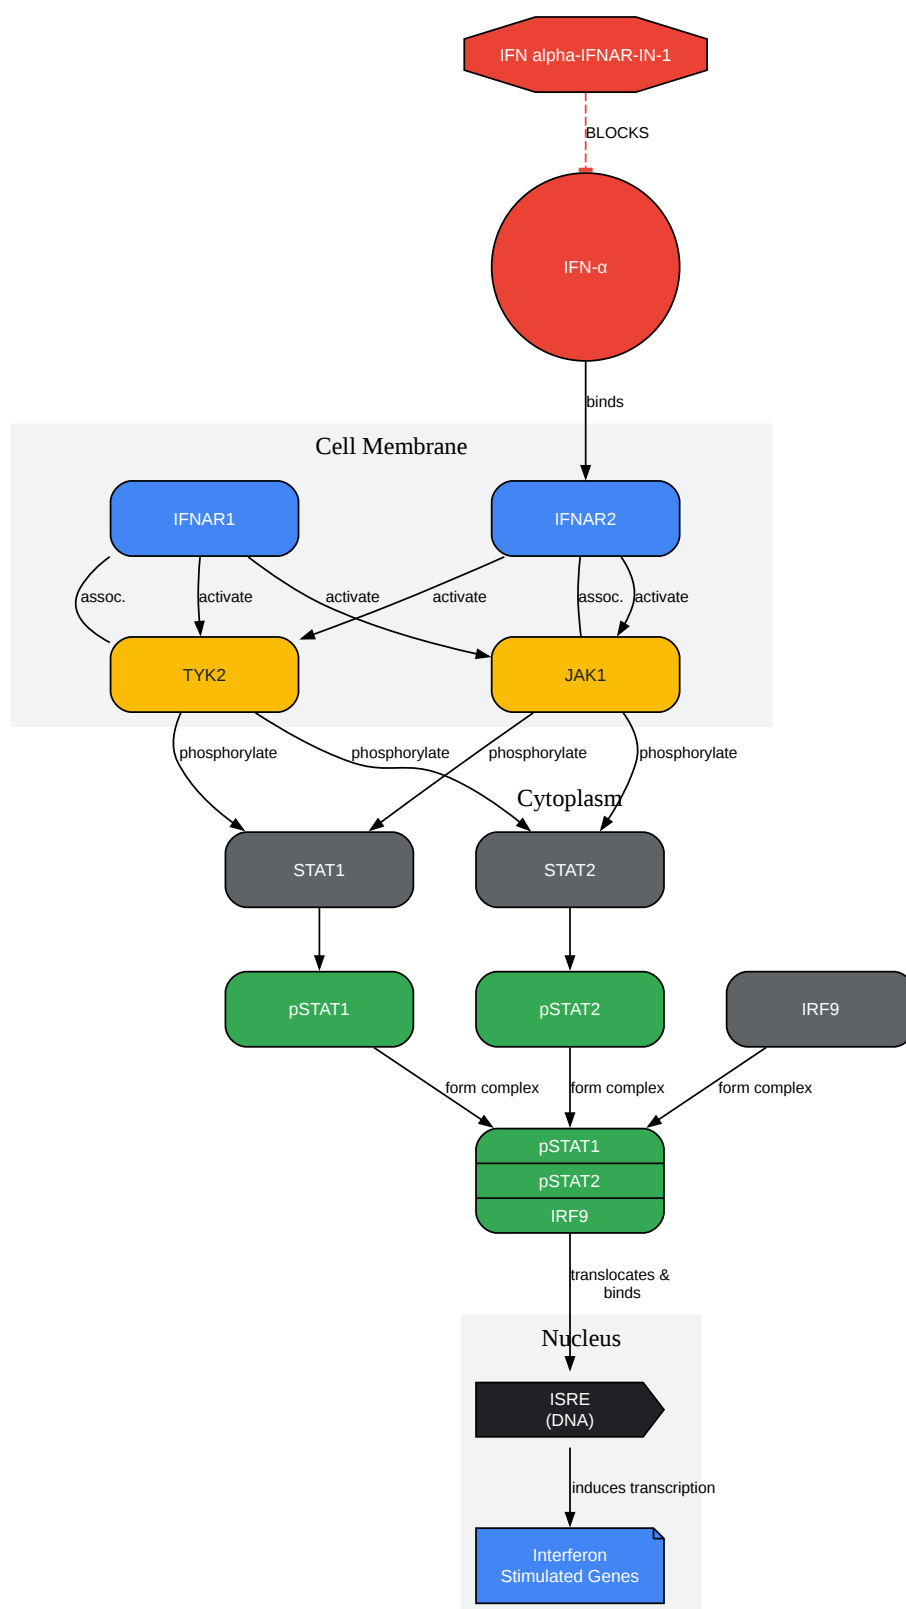 IFN alpha-IFNAR-IN-1
BLOCKS
IFN-α
binds
Cell Membrane
IFNAR1
IFNAR2
assoc.
activate
activate
activate
assoc.
activate
TYK2
JAK1
phosphorylate
phosphorylate
phosphorylate
phosphorylate
Cytoplasm
STAT1
STAT2
pSTAT1
pSTAT2
IRF9
form complex
form complex
form complex
pSTAT1
pSTAT2
IRF9
translocates &
binds
Nucleus
ISRE
(DNA)
induces transcription
Interferon
Stimulated Genes